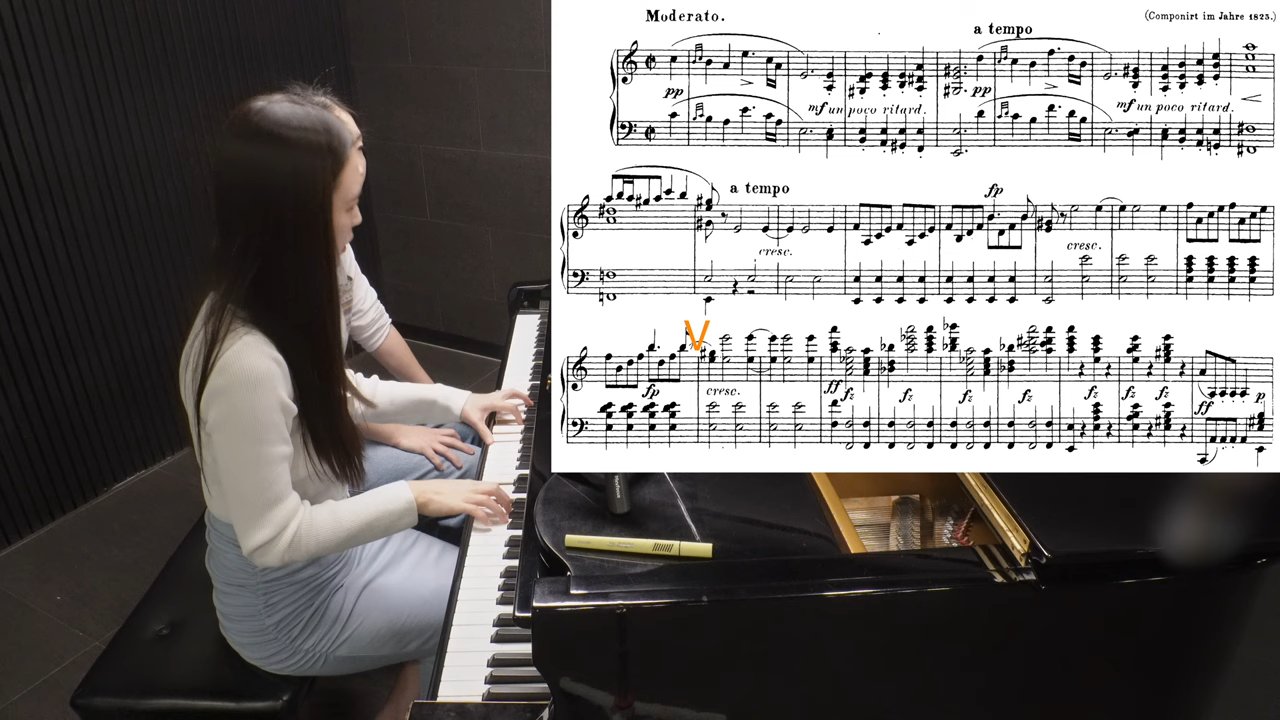 Moderato.
(Componirt im Jahre 1825.)
a tempo
pp
mf un poco ritard.
pp
mf un poco ritard.
a tempo
fp
cresc.
cresc.
V
fp
cresc.
ff
fz
fz
fz
fz
fz
fz
fz
ff
p